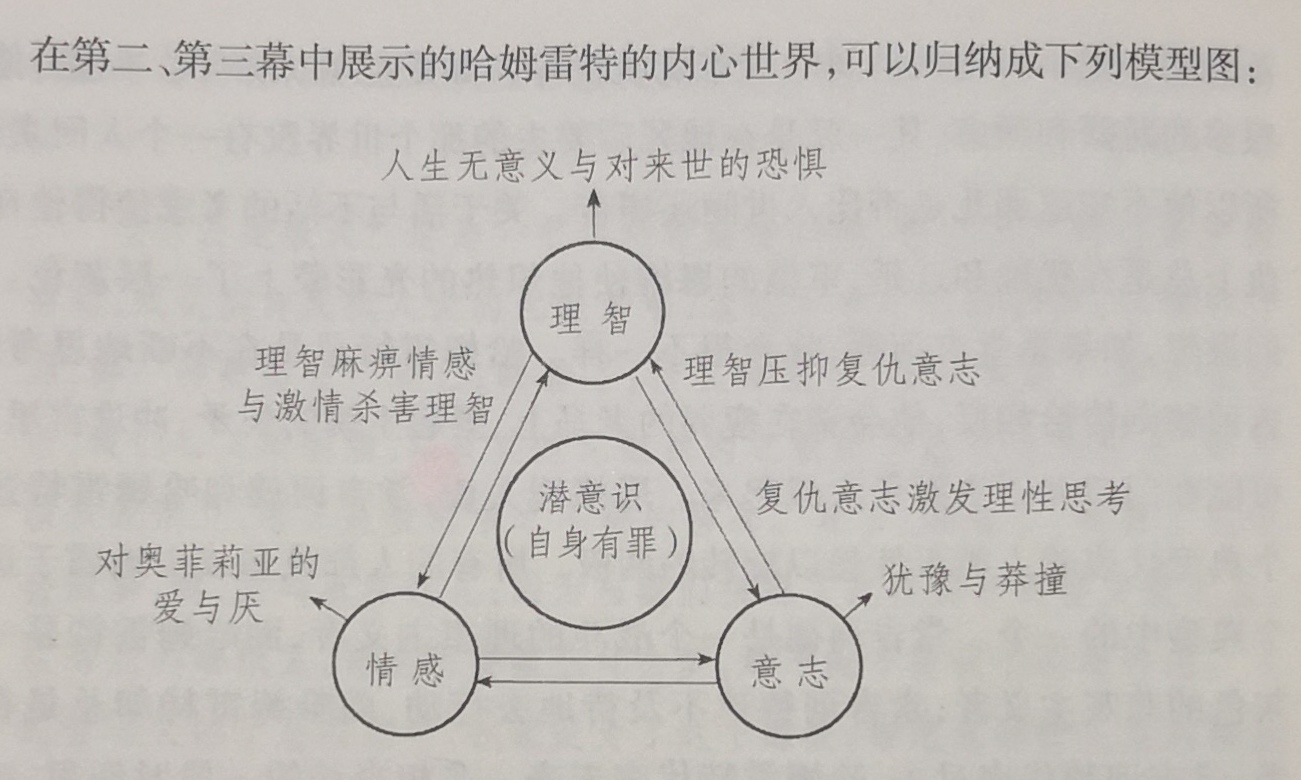 在第二、第三幕中展示的哈姆雷特的内心世界,可以归纳成下列模型图:
人生无意义与对来世的恐惧
理 智
理智麻痹情感
与激情杀害理智
理智压抑复仇意志
潜意识
(自身有罪)
复仇意志激发理性思考
对奥菲莉亚的
爱与厌
犹豫与莽撞
情 感
意 志